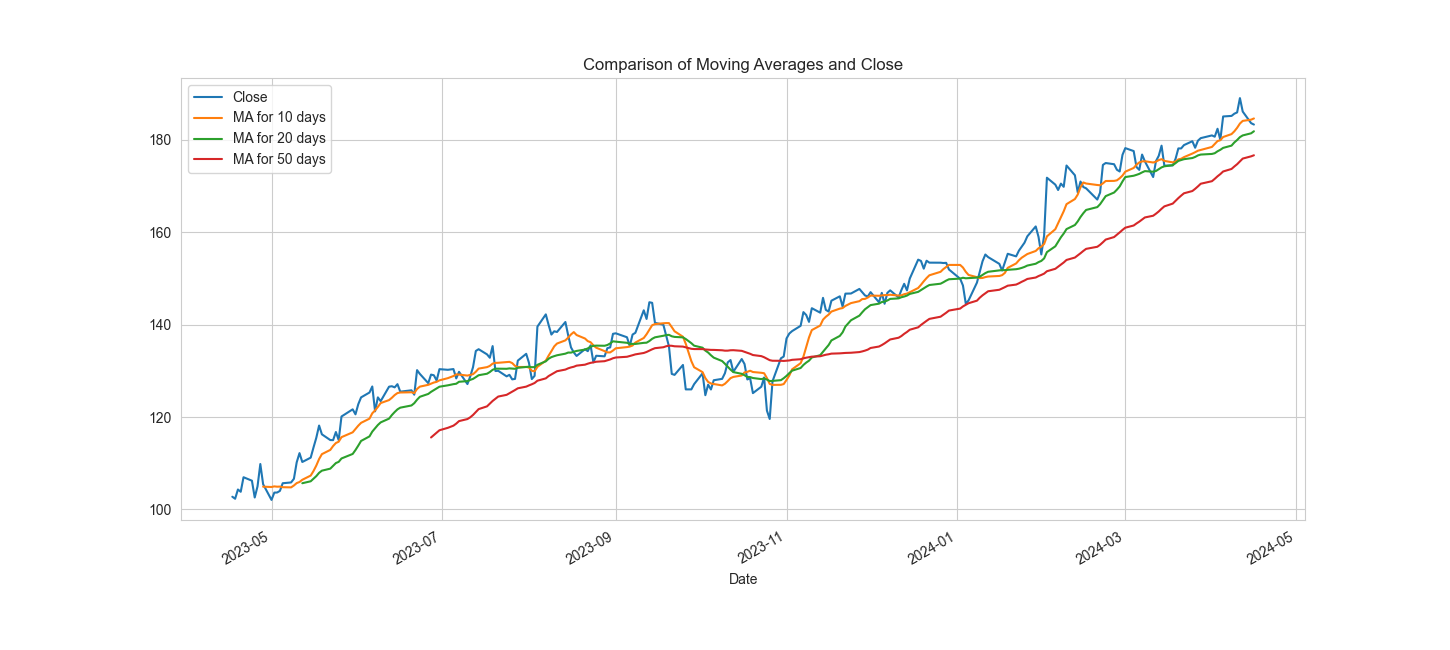 Comparison of Moving Averages and Close
Close
MA for 10 days
MA for 20 days
MA for 50 days
180
160
140
120
100
2023-05
2023-07
2023-09
2023-11
2024-01
2024-03
2024-05
Date